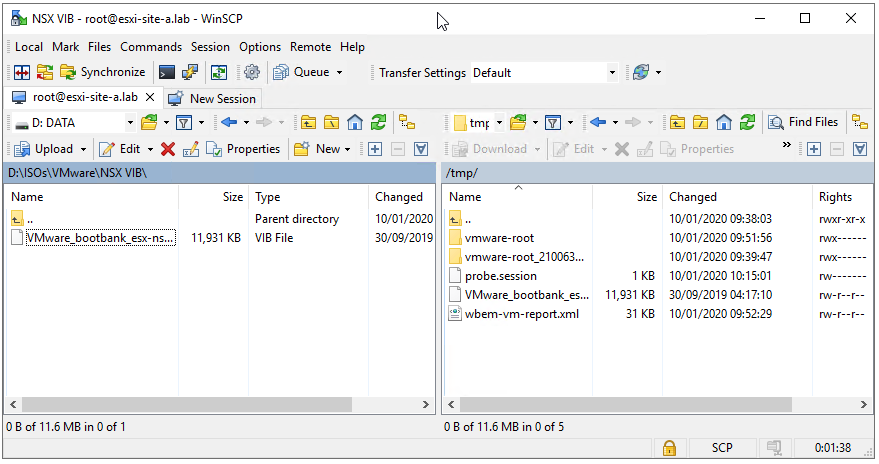 NSX VIB - root@esxi-site-a.lab - WinSCP
Local Mark Files Commands Session Options Remote Help
Synchronize Queue Transfer Settings Default
root@esxi-site-a.lab New Session
D: DATA tmp Find Files
Upload Edit Properties New Download Edit Properties
D:\ISOs\VMware\NSX VIB\ /tmp/
Name Size Type Changed Name Size Changed Rights
.. Parent directory 10/01/2020 .. 10/01/2020 09:38:03 rwxr-xr-x
VMware_bootbank_esx-ns... 11,931 KB VIB File 30/09/2019 vmware-root 10/01/2020 09:51:56 rwx------
vmware-root_210063... 10/01/2020 09:39:47 rwx------
probe.session 1 KB 10/01/2020 10:15:01 rw-------
VMware_bootbank_es... 11,931 KB 30/09/2019 04:17:10 rw-r--r--
wbem-vm-report.xml 31 KB 10/01/2020 09:52:29 rw-r--r--
0 B of 11.6 MB in 0 of 1 0 B of 11.6 MB in 0 of 5
SCP 0:01:38